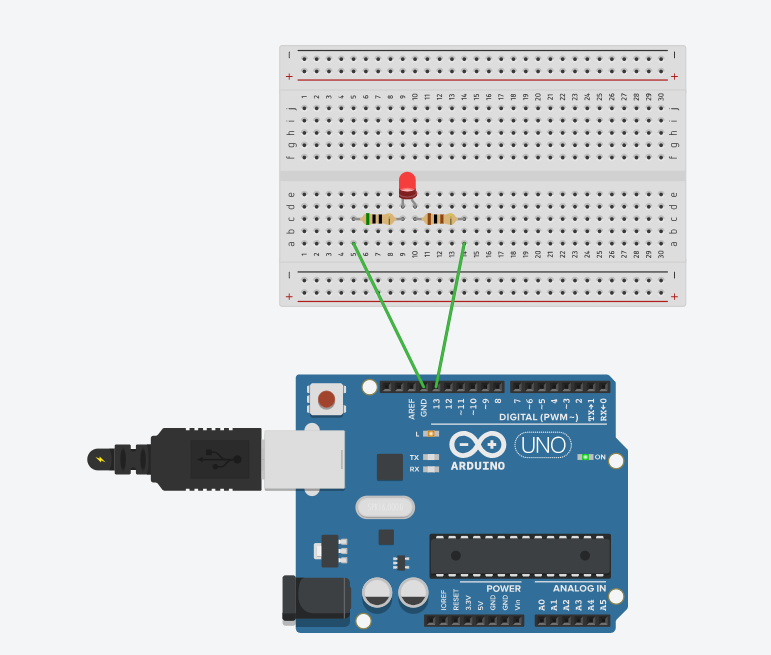 − −
+ +
1 2 3 4 5 6 7 8 9 10 11 12 13 14 15 16 17 18 19 20 21 22 23 24 25 26 27 28 29 30
j j
i i
h h
g g
f f
e e
d d
c c
b b
a a
1 2 3 4 5 6 7 8 9 10 11 12 13 14 15 16 17 18 19 20 21 22 23 24 25 26 27 28 29 30
− −
+ +
AREF GND 13 12 ~11 ~10 ~9 8 7 ~6 ~5 4 ~3 2 TX→1 RX←0
DIGITAL (PWM~)
L
TX
RX
ARDUINO
UNO
ON
POWER
ANALOG IN
IOREF RESET 3.3V 5V GND GND Vin A0 A1 A2 A3 A4 A5